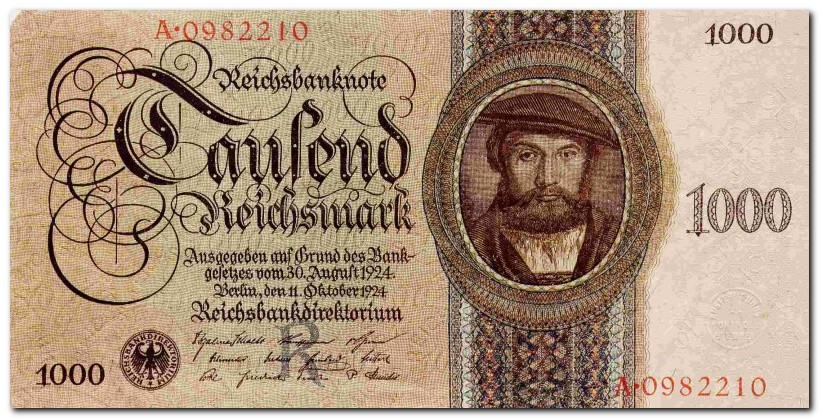 A·0982210
1000
Reichsbanknote
Tausend
Reichsmark
1000
Ausgegeben auf Grund des Bank-
gesetzes vom 30. August 1924.
Berlin, den 11. Oktober 1924
Reichsbankdirektorium
R
REICHSBANKDIREKTORIUM
1000
A·0982210